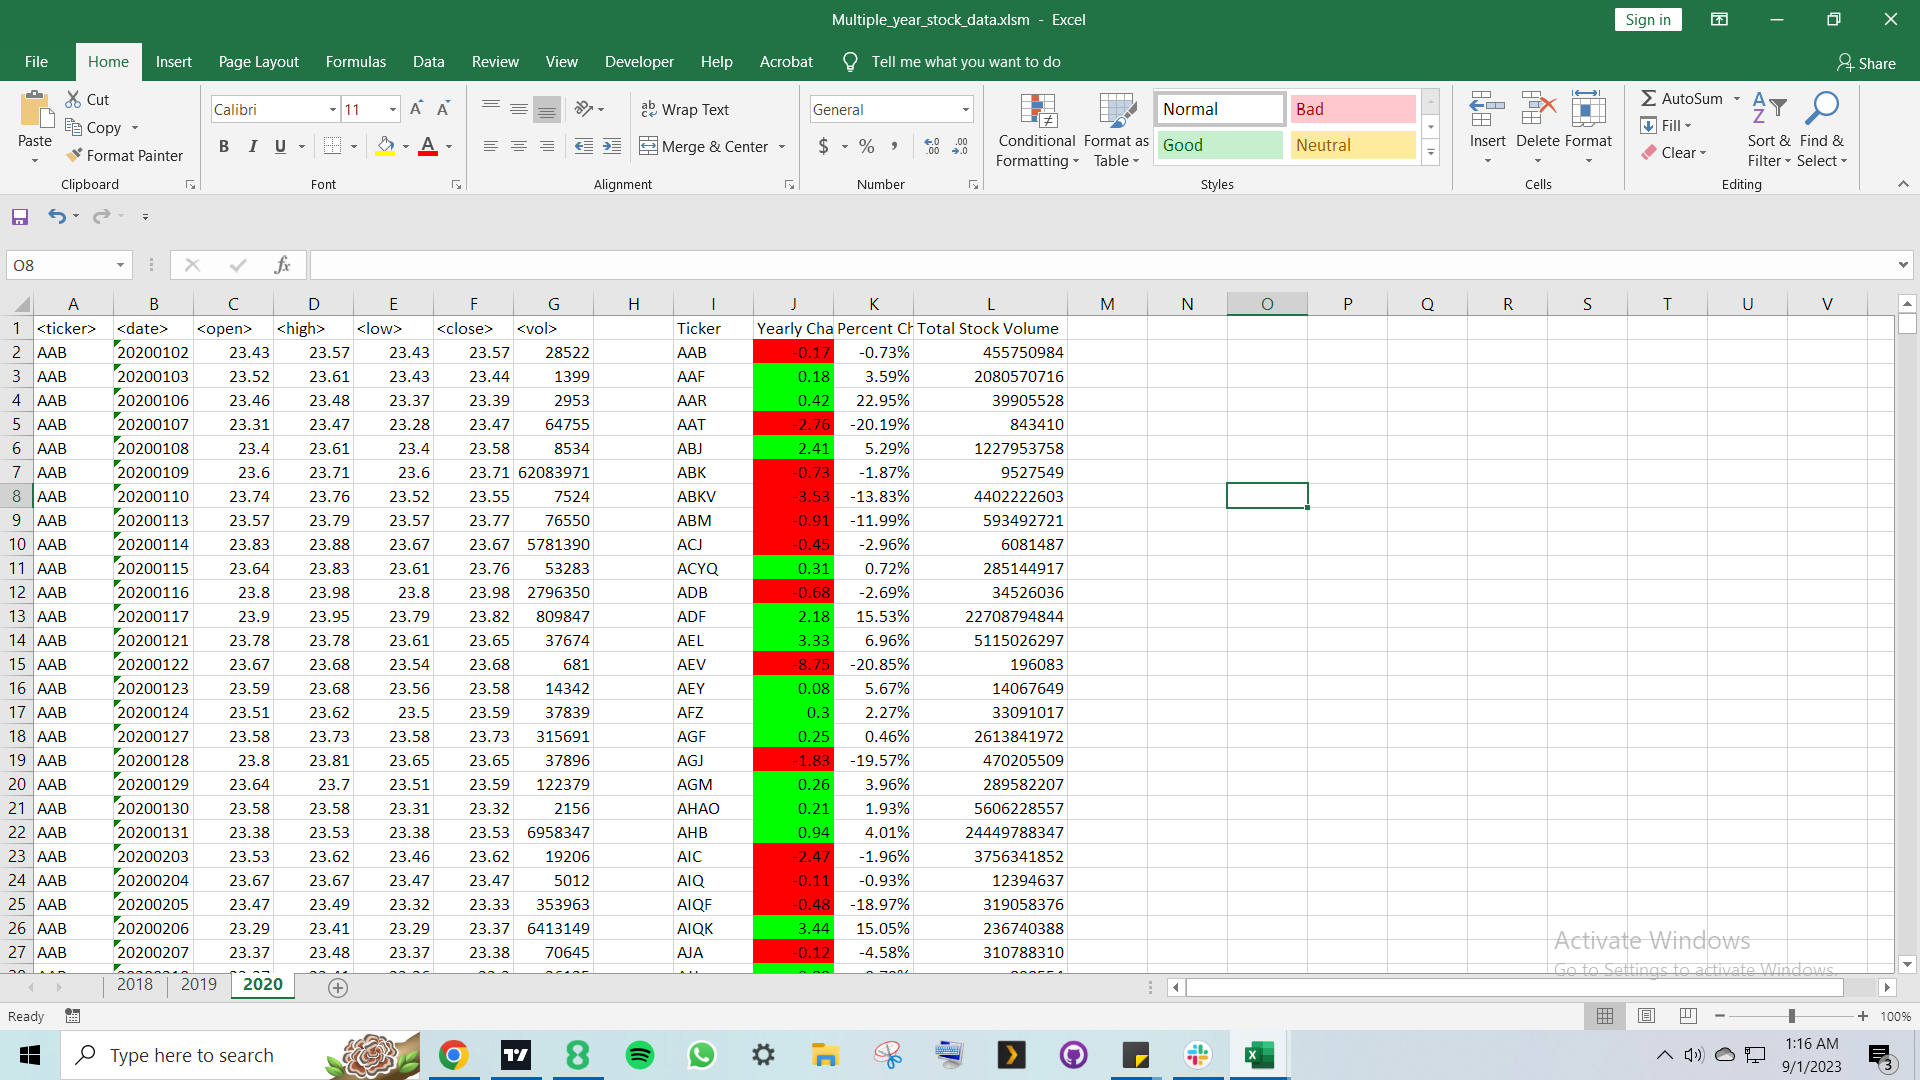 Multiple_year_stock_data.xlsm - Excel
Sign in
File Home Insert Page Layout Formulas Data Review View Developer Help Acrobat Tell me what you want to do Share
Paste
Cut
Copy
Format Painter
Clipboard
Calibri 11
B I U
Font
Wrap Text
Merge & Center
Alignment
General
$ % ,
Number
Conditional Formatting
Format as Table
Normal Bad
Good Neutral
Styles
Insert Delete Format
Cells
AutoSum
Fill
Clear
Sort & Filter
Find & Select
Editing
O8
fx
A B C D E F G H I J K L M N O P Q R S T U V
1 <ticker> <date> <open> <high> <low> <close> <vol> Ticker Yearly Cha Percent Ch Total Stock Volume
2 AAB 20200102 23.43 23.57 23.43 23.57 28522 AAB -0.17 -0.73% 455750984
3 AAB 20200103 23.52 23.61 23.43 23.44 1399 AAF 0.18 3.59% 2080570716
4 AAB 20200106 23.46 23.48 23.37 23.39 2953 AAR 0.42 22.95% 39905528
5 AAB 20200107 23.31 23.47 23.28 23.47 64755 AAT -2.76 -20.19% 843410
6 AAB 20200108 23.4 23.61 23.4 23.58 8534 ABJ 2.41 5.29% 1227953758
7 AAB 20200109 23.6 23.71 23.6 23.71 62083971 ABK -0.73 -1.87% 9527549
8 AAB 20200110 23.74 23.76 23.52 23.55 7524 ABKV -3.53 -13.83% 4402222603
9 AAB 20200113 23.57 23.79 23.57 23.77 76550 ABM -0.91 -11.99% 593492721
10 AAB 20200114 23.83 23.88 23.67 23.67 5781390 ACJ -0.45 -2.96% 6081487
11 AAB 20200115 23.64 23.83 23.61 23.76 53283 ACYQ 0.31 0.72% 285144917
12 AAB 20200116 23.8 23.98 23.8 23.98 2796350 ADB -0.68 -2.69% 34526036
13 AAB 20200117 23.9 23.95 23.79 23.82 809847 ADF 2.18 15.53% 22708794844
14 AAB 20200121 23.78 23.78 23.61 23.65 37674 AEL 3.33 6.96% 5115026297
15 AAB 20200122 23.67 23.68 23.54 23.68 681 AEV -8.75 -20.85% 196083
16 AAB 20200123 23.59 23.68 23.56 23.58 14342 AEY 0.08 5.67% 14067649
17 AAB 20200124 23.51 23.62 23.5 23.59 37839 AFZ 0.3 2.27% 33091017
18 AAB 20200127 23.58 23.73 23.58 23.73 315691 AGF 0.25 0.46% 2613841972
19 AAB 20200128 23.8 23.81 23.65 23.65 37896 AGJ -1.83 -19.57% 470205509
20 AAB 20200129 23.64 23.7 23.51 23.59 122379 AGM 0.26 3.96% 289582207
21 AAB 20200130 23.58 23.58 23.31 23.32 2156 AHAO 0.21 1.93% 5606228557
22 AAB 20200131 23.38 23.53 23.38 23.53 6958347 AHB 0.94 4.01% 24449788347
23 AAB 20200203 23.53 23.62 23.46 23.62 19206 AIC -2.47 -1.96% 3756341852
24 AAB 20200204 23.67 23.67 23.47 23.47 5012 AIQ -0.11 -0.93% 12394637
25 AAB 20200205 23.47 23.49 23.32 23.33 353963 AIQF -0.48 -18.97% 319058376
26 AAB 20200206 23.29 23.41 23.29 23.37 6413149 AIQK 3.44 15.05% 236740388
27 AAB 20200207 23.37 23.48 23.37 23.38 70645 AJA -0.12 -4.58% 310788310
Activate Windows
Go to Settings to activate Windows.
2018 2019 2020
Ready
100%
Type here to search
1:16 AM
9/1/2023
3